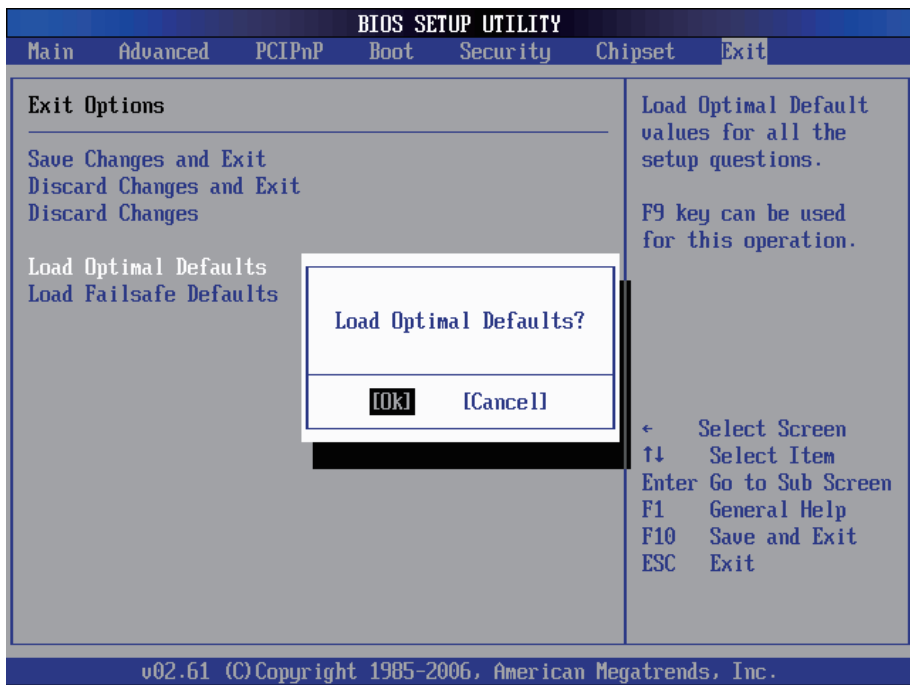 BIOS SETUP UTILITY
Main Advanced PCIPnP Boot Security Chipset Exit
Exit Options
Save Changes and Exit
Discard Changes and Exit
Discard Changes
Load Optimal Defaults
Load Failsafe Defaults
Load Optimal Defaults?
[Ok] [Cancel]
Load Optimal Default
values for all the
setup questions.
F9 key can be used
for this operation.
← Select Screen
↑↓ Select Item
Enter Go to Sub Screen
F1 General Help
F10 Save and Exit
ESC Exit
v02.61 (C)Copyright 1985-2006, American Megatrends, Inc.